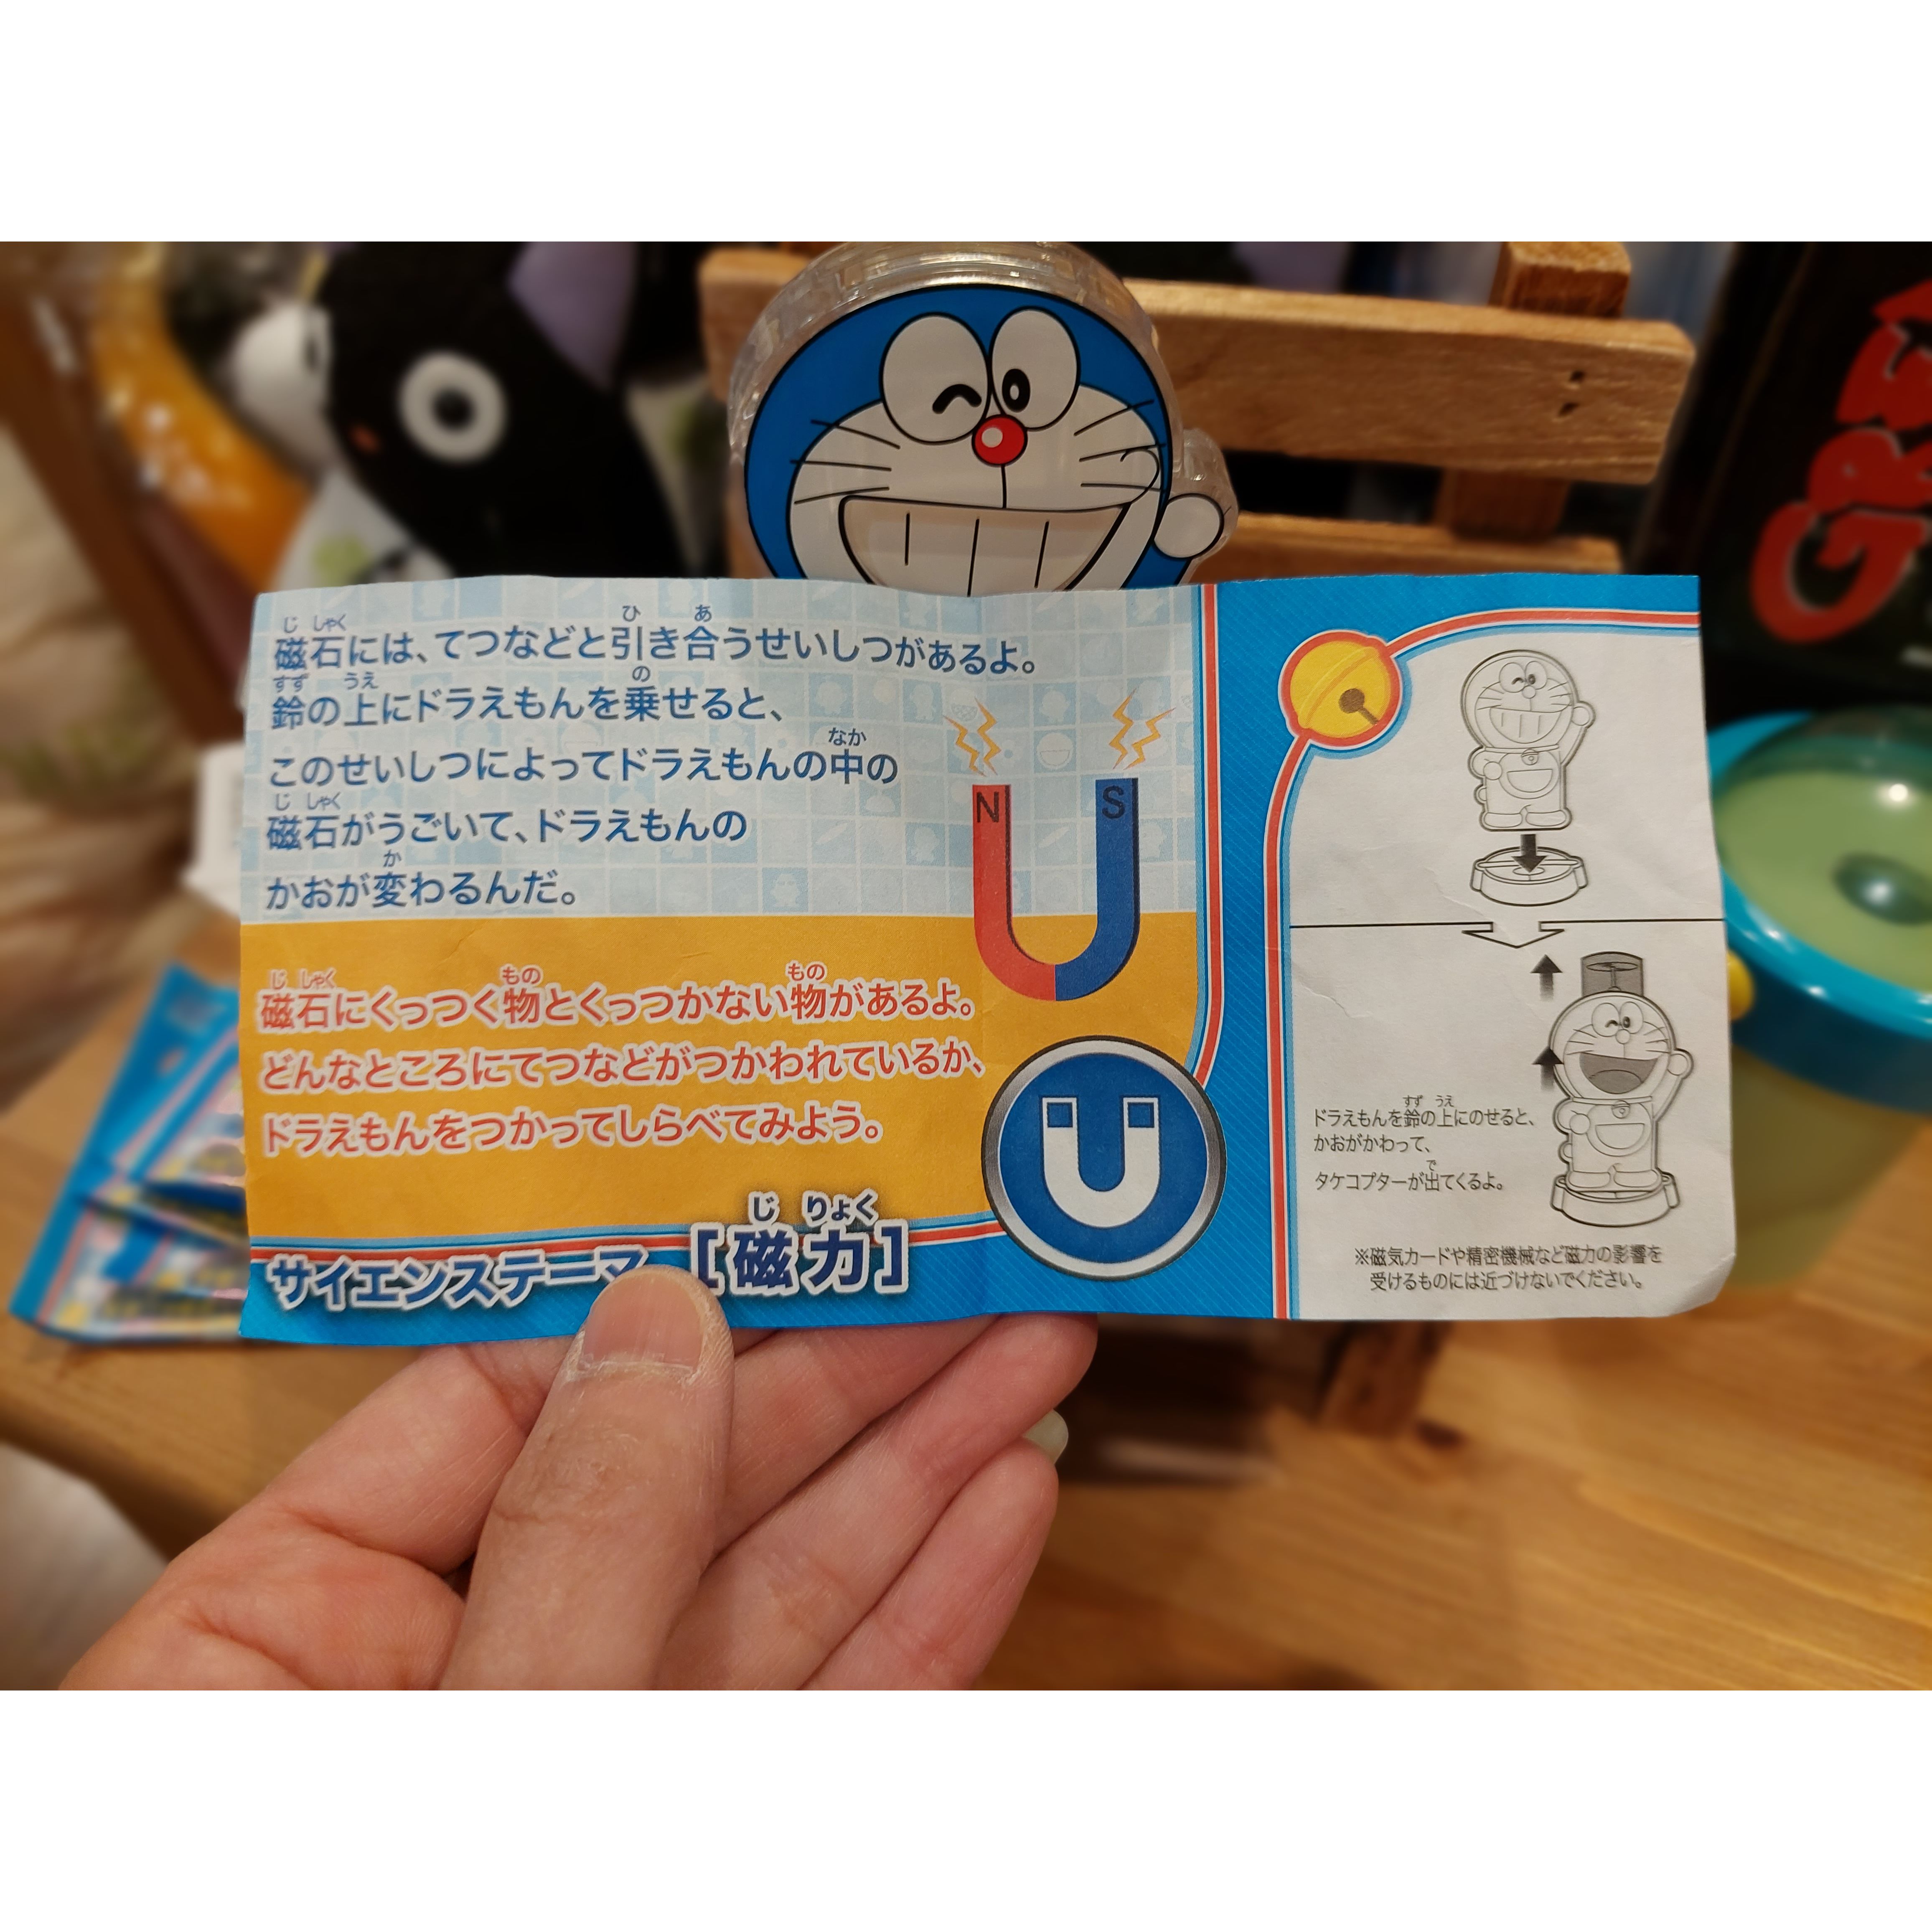 磁石には、てつなどと引き合うせいしつがあるよ。
鈴の上にドラえもんを乗せると、
このせいしつによってドラえもんの中の
磁石がうごいて、ドラえもんの
かおが変わるんだ。
N S
磁石にくっつく物とくっつかない物があるよ。
どんなところにてつなどがつかわれているか、
ドラえもんをつかってしらべてみよう。
サイエンステーマ [磁力]
ドラえもんを鈴の上にのせると、
かおがかわって、
タケコプターが出てくるよ。
※磁気カードや精密機械など磁力の影響を
受けるものには近づけないでください。